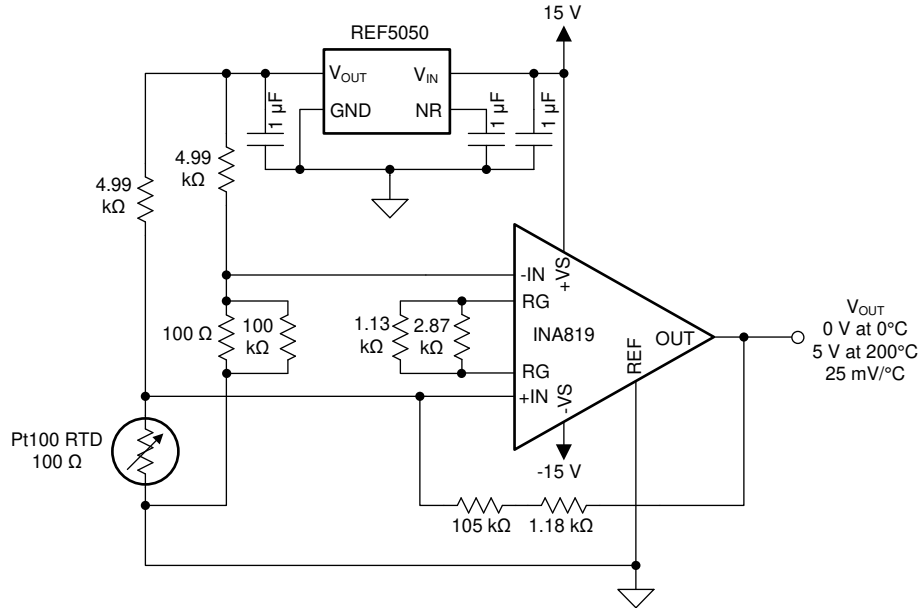 15 V
REF5050
VOUT
VIN
GND
NR
1 µF
1 µF
1 µF
4.99
kΩ
4.99
kΩ
-IN
+VS
RG
100 Ω
100
kΩ
1.13
kΩ
2.87
kΩ
INA819
OUT
REF
RG
+IN
-VS
VOUT
0 V at 0°C
5 V at 200°C
25 mV/°C
Pt100 RTD
100 Ω
-15 V
105 kΩ
1.18 kΩ